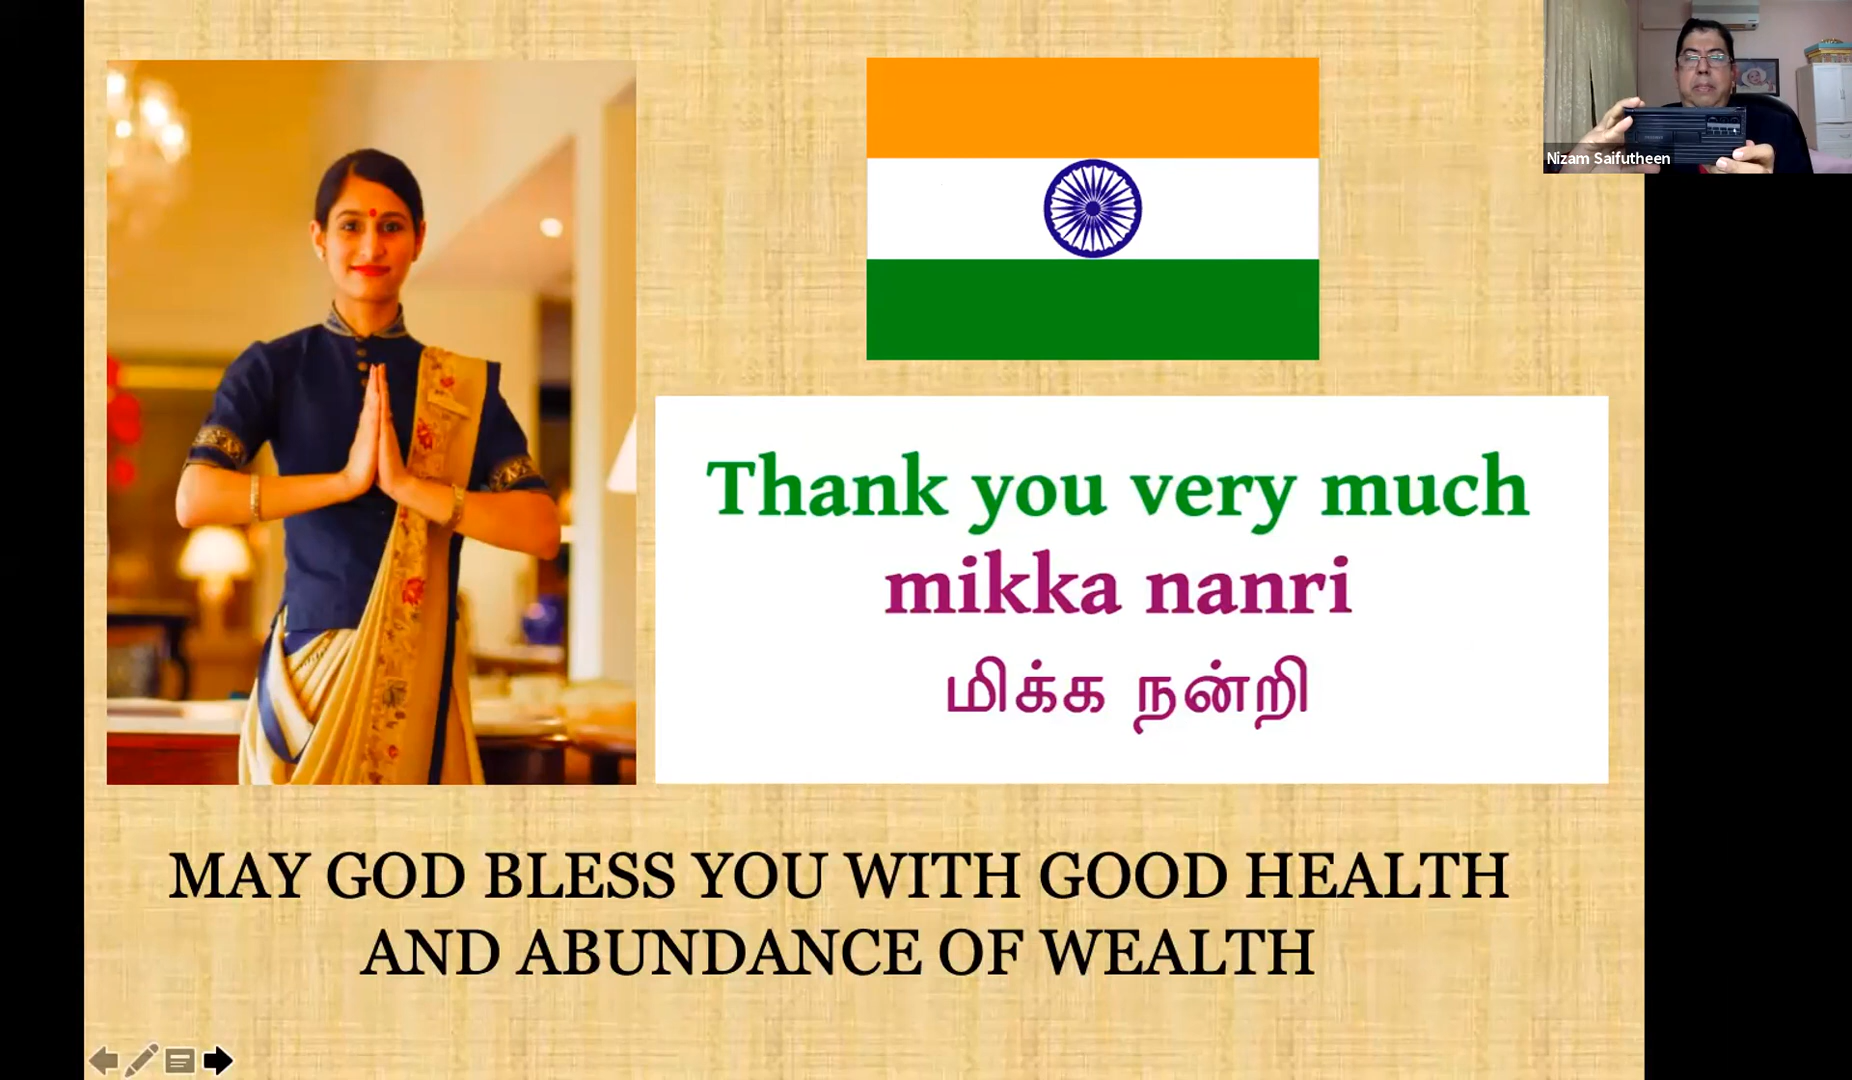 Nizam Saifutheen
Thank you very much
mikka nanri
மிக்க நன்றி
MAY GOD BLESS YOU WITH GOOD HEALTH
AND ABUNDANCE OF WEALTH